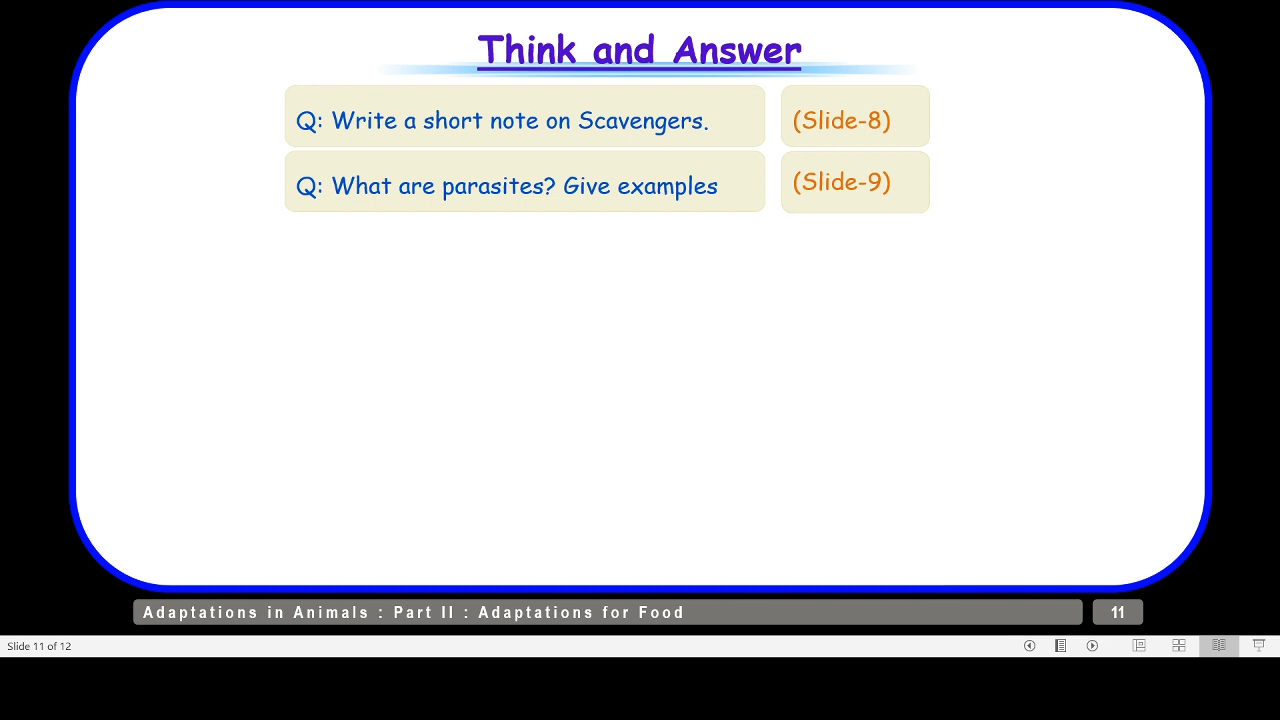 Think and Answer
Q: Write a short note on Scavengers.
(Slide-8)
Q: What are parasites? Give examples
(Slide-9)
Adaptations in Animals : Part II : Adaptations for Food
11
Slide 11 of 12